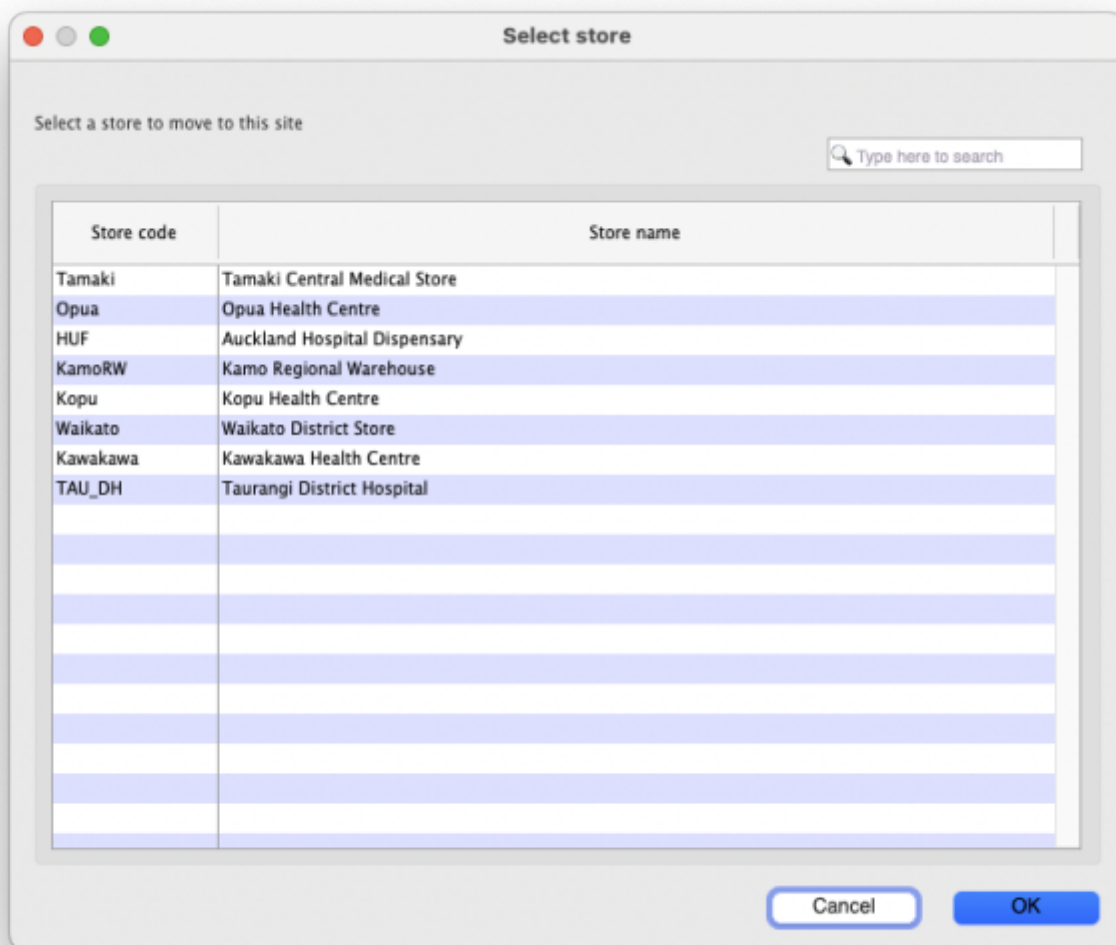 Select store
Select a store to move to this site
Type here to search
Store code Store name
Tamaki Tamaki Central Medical Store
Opua Opua Health Centre
HUF Auckland Hospital Dispensary
KamoRW Kamo Regional Warehouse
Kopu Kopu Health Centre
Waikato Waikato District Store
Kawakawa Kawakawa Health Centre
TAU_DH Taurangi District Hospital
Cancel OK